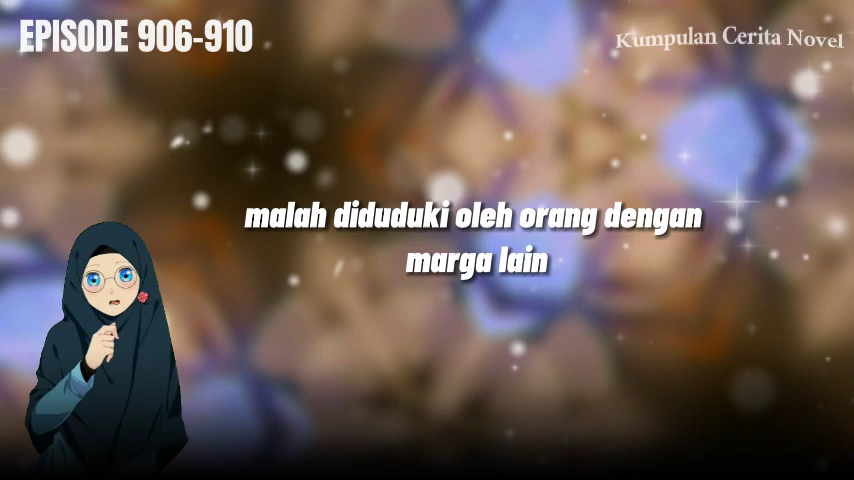 EPISODE 906-910
Kumpulan Cerita Novel
malah diduduki oleh orang dengan
marga lain